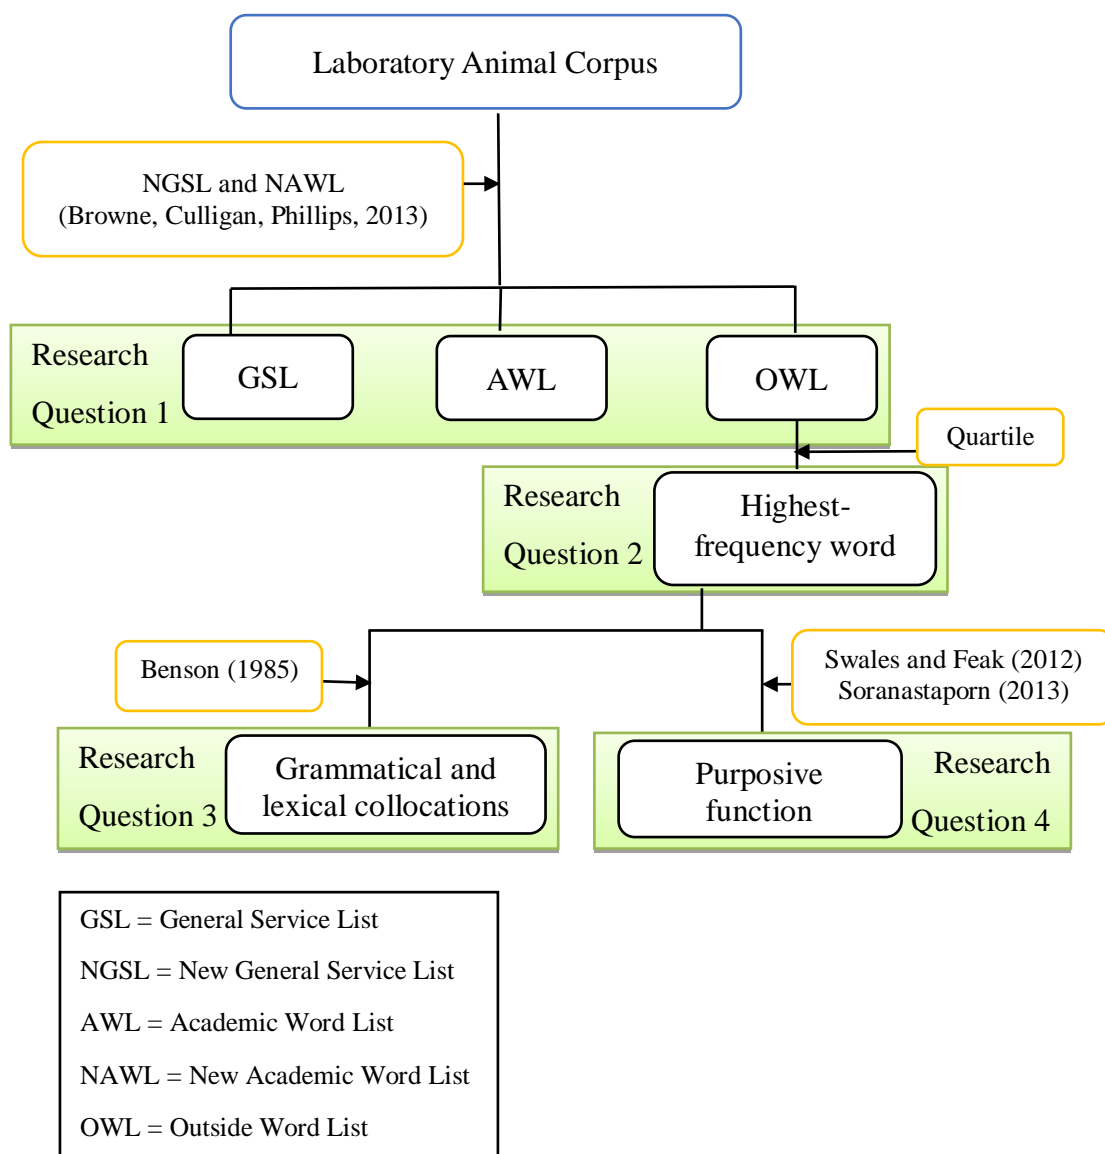 Laboratory Animal Corpus
NGSL and NAWL
(Browne, Culligan, Phillips, 2013)
Research
Question 1
GSL
AWL
OWL
Quartile
Research
Question 2
Highest-
frequency word
Benson (1985)
Swales and Feak (2012)
Soranastaporn (2013)
Research
Question 3
Grammatical and
lexical collocations
Purposive
function
Research
Question 4
GSL = General Service List
NGSL = New General Service List
AWL = Academic Word List
NAWL = New Academic Word List
OWL = Outside Word List